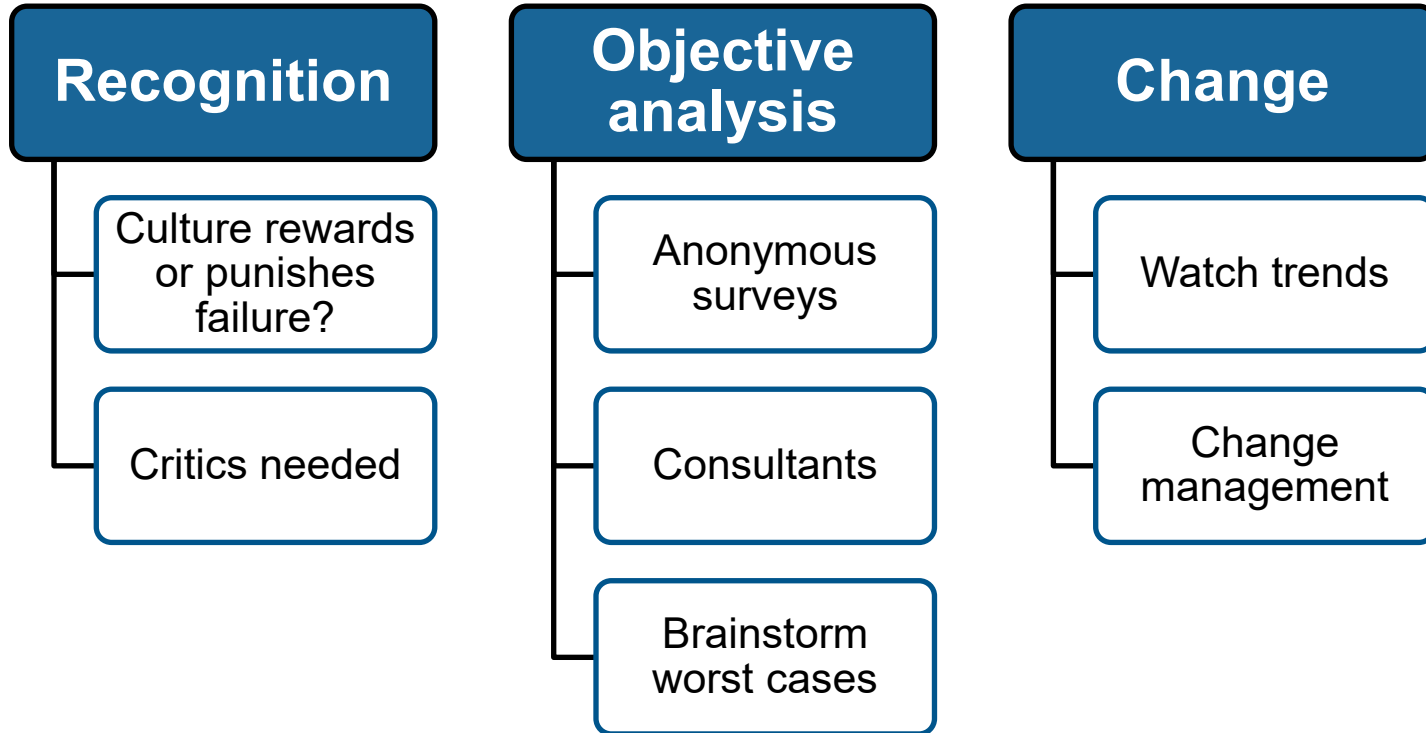 Recognition
Culture rewards
or punishes
failure?
Critics needed
Objective
analysis
Anonymous
surveys
Consultants
Brainstorm
worst cases
Change
Watch trends
Change
management